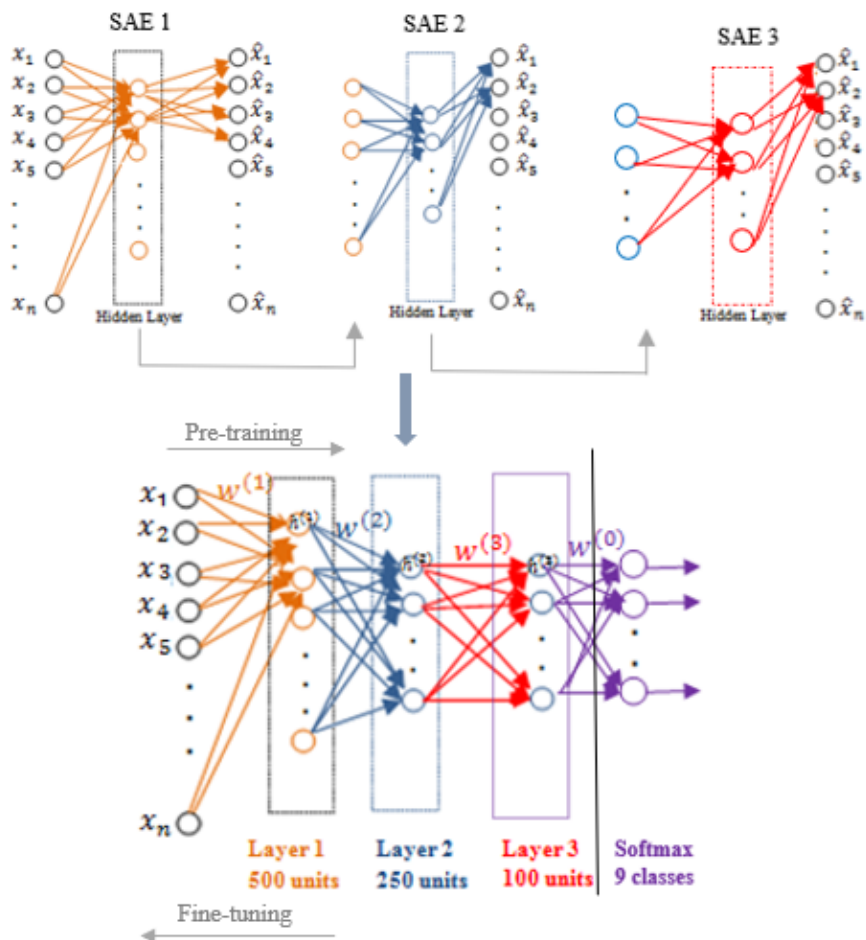 SAE 1
SAE 2
SAE 3
x₁
x₂
x₃
x₄
x₅
xₙ
x̂₁
x̂₂
x̂₃
x̂₄
x̂₅
x̂ₙ
Hidden Layer
x̂₁
x̂₂
x̂₃
x̂₄
x̂₅
x̂ₙ
Hidden Layer
x̂₁
x̂₂
x̂₃
x̂₄
x̂₅
x̂ₙ
Hidden Layer
Pre-training
x₁
x₂
x₃
x₄
x₅
xₙ
w⁽¹⁾
w⁽²⁾
w⁽³⁾
w⁽⁰⁾
Layer 1
500 units
Layer 2
250 units
Layer 3
100 units
Softmax
9 classes
Fine-tuning